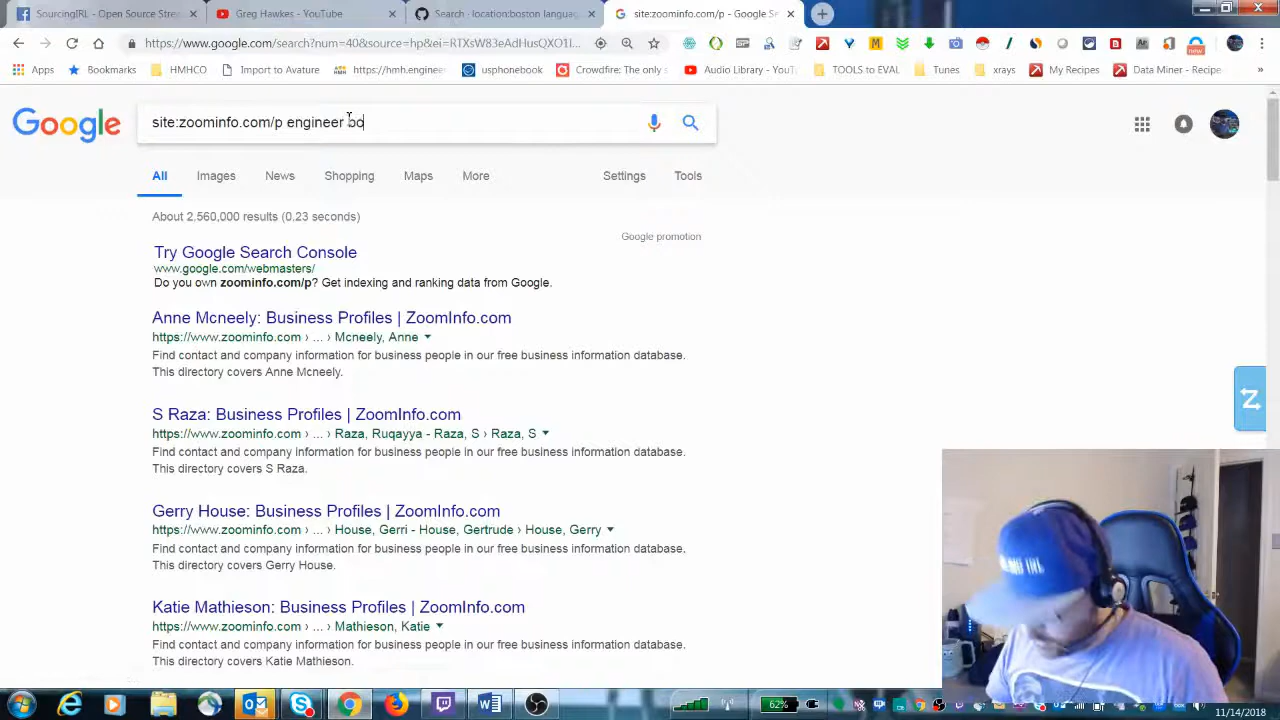 SourcingIRL - Open Source Stren
Greg Hawkes - YouTube
Search · location:boston languag
site:zoominfo.com/p - Google Se
https://www.google.com/search?num=40&source=hp&ei=RTXsW83eAdHus
Apps
Bookmarks
HMHCO
Import to Avature
https://hmh.engine
usphonebook
Crowdfire: The only s
Audio Library - YouT
TOOLS to EVAL
Tunes
xrays
My Recipes
Data Miner - Recipe
»
Google
site:zoominfo.com/p engineer bo
All
Images
News
Shopping
Maps
More
Settings
Tools
About 2,560,000 results (0.23 seconds)
Google promotion
Try Google Search Console
www.google.com/webmasters/
Do you own zoominfo.com/p? Get indexing and ranking data from Google.
Anne Mcneely: Business Profiles | ZoomInfo.com
https://www.zoominfo.com › ... › Mcneely, Anne
Find contact and company information for business people in our free business information database.
This directory covers Anne Mcneely.
S Raza: Business Profiles | ZoomInfo.com
https://www.zoominfo.com › ... › Raza, Ruqayya - Raza, S › Raza, S
Find contact and company information for business people in our free business information database.
This directory covers S Raza.
Gerry House: Business Profiles | ZoomInfo.com
https://www.zoominfo.com › ... › House, Gerri - House, Gertrude › House, Gerry
Find contact and company information for business people in our free business information database.
This directory covers Gerry House.
Katie Mathieson: Business Profiles | ZoomInfo.com
https://www.zoominfo.com › ... › Mathieson, Katie
Find contact and company information for business people in our free business information database.
This directory covers Katie Mathieson.
62%
11/14/2018